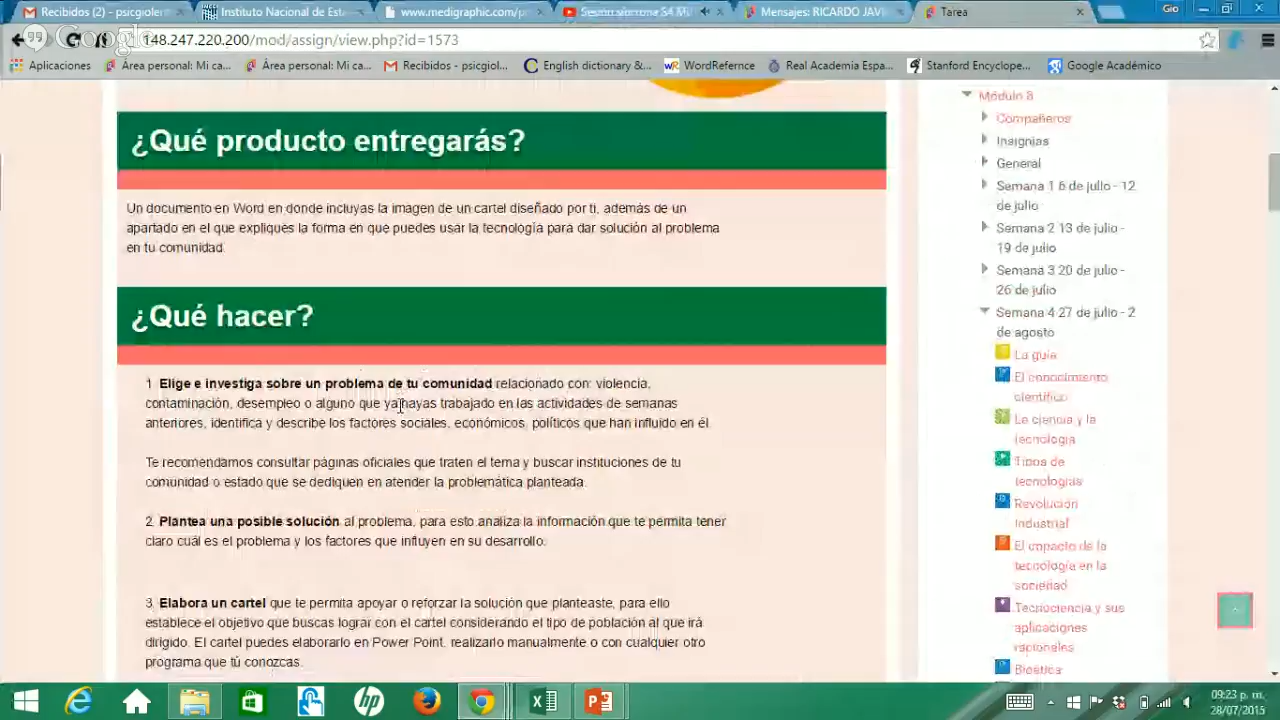 Recibidos (2) - psicgioler
Instituto Nacional de Esta
www.medigraphic.com/p
Mensajes: RICARDO JAVI
Tarea
Gio
148.247.220.200/mod/assign/view.php?id=1573
Aplicaciones
Área personal: Mi ca...
Área personal: Mi ca...
Recibidos - psicgiol...
English dictionary &...
WordRefernce
Real Academia Espa...
Stanford Encyclope...
Google Académico
¿Qué producto entregarás?
Un documento en Word en donde incluyas la imagen de un cartel diseñado por ti, además de un
apartado en el que expliques la forma en que puedes usar la tecnología para dar solución al problema
en tu comunidad.
¿Qué hacer?
1. Elige e investiga sobre un problema de tu comunidad relacionado con: violencia,
contaminación, desempleo o alguno que ya hayas trabajado en las actividades de semanas
anteriores, identifica y describe los factores sociales, económicos, políticos que han influido en él.
Te recomendamos consultar páginas oficiales que traten el tema y buscar instituciones de tu
comunidad o estado que se dediquen en atender la problemática planteada.
2. Plantea una posible solución al problema, para esto analiza la información que te permita tener
claro cuál es el problema y los factores que influyen en su desarrollo.
3. Elabora un cartel que te permita apoyar o reforzar la solución que planteaste, para ello
establece el objetivo que buscas lograr con el cartel considerando el tipo de población al que irá
dirigido. El cartel puedes elaborarlo en Power Point, realizarlo manualmente o con cualquier otro
programa que tú conozcas.
Módulo 8
Compañeros
Insignias
General
Semana 1 6 de julio - 12
de julio
Semana 2 13 de julio -
19 de julio
Semana 3 20 de julio -
26 de julio
Semana 4 27 de julio - 2
de agosto
La guía
El conocimiento
científico
La ciencia y la
tecnología
Tipos de
tecnologías
Revolución
Industrial
El impacto de la
tecnología en la
sociedad
Tecnociencia y sus
aplicaciones
Bioética
09:23 p. m.
28/07/2015